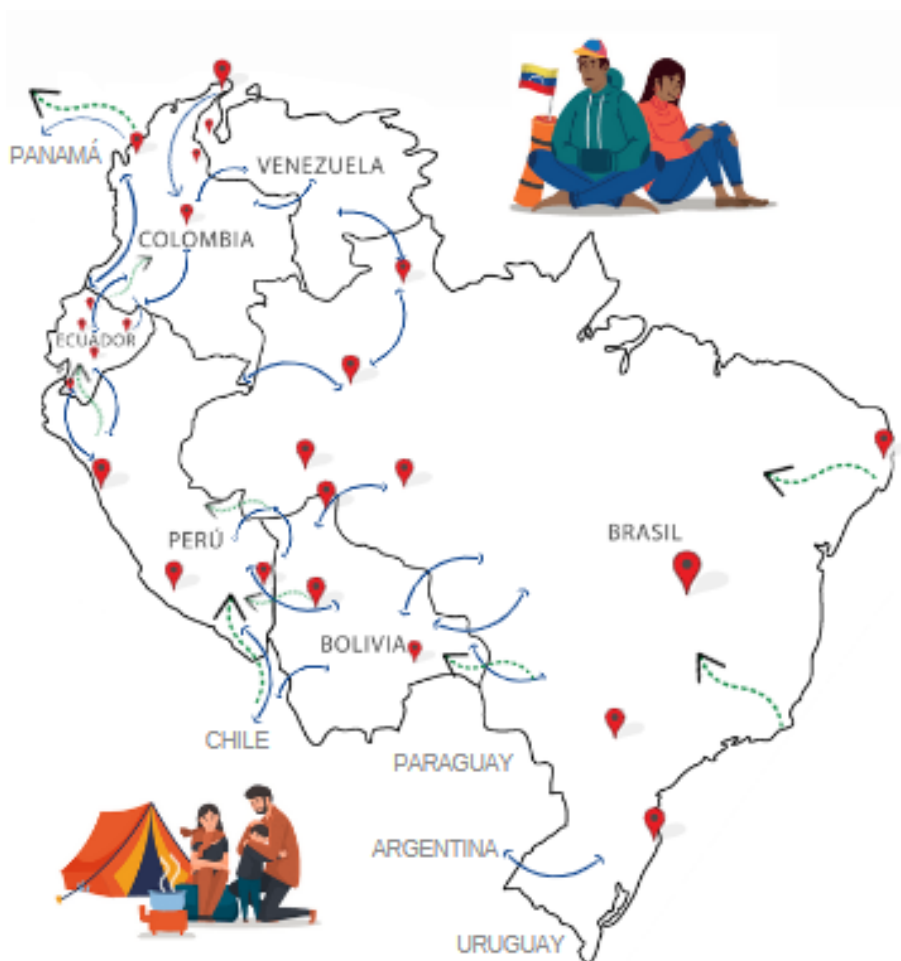 PANAMÁ
VENEZUELA
COLOMBIA
ECUADOR
PERÚ
BRASIL
BOLIVIA
CHILE
PARAGUAY
ARGENTINA
URUGUAY